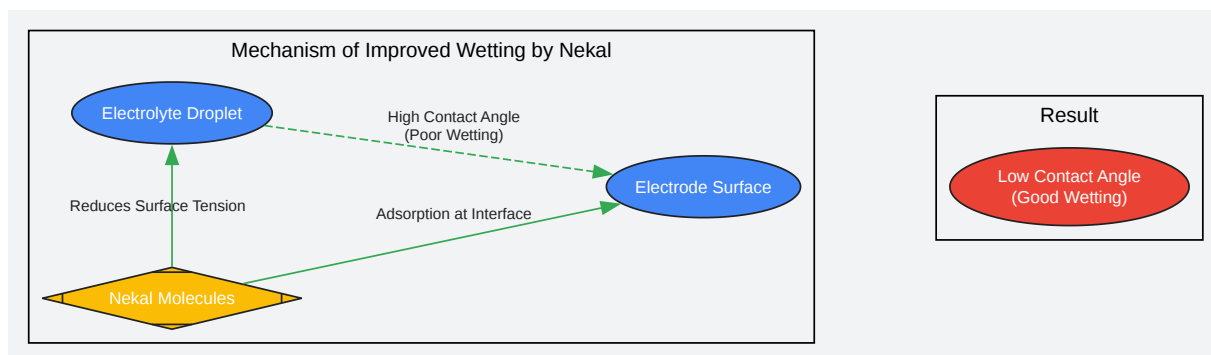 Mechanism of Improved Wetting by Nekal
Electrolyte Droplet
High Contact Angle
(Poor Wetting)
Electrode Surface
Reduces Surface Tension
Adsorption at Interface
Nekal Molecules
Result
Low Contact Angle
(Good Wetting)